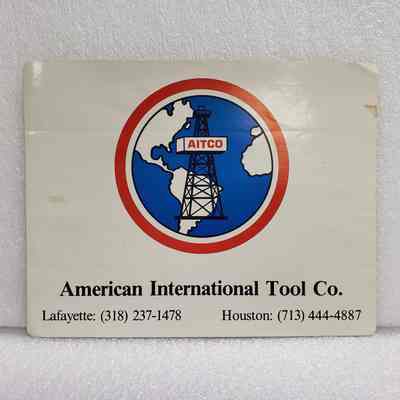 AITCO
American International Tool Co.
Lafayette: (318) 237-1478 Houston: (713) 444-4887